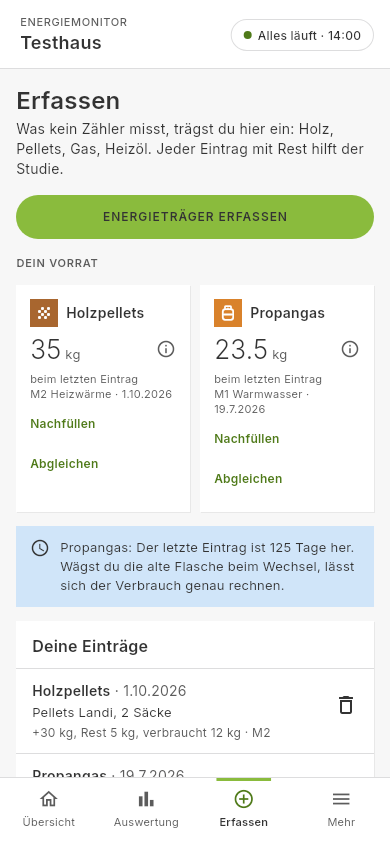 ENERGIEMONITOR
Testhaus
Alles läuft · 14:00
Erfassen
Was kein Zähler misst, trägst du hier ein: Holz,
Pellets, Gas, Heizöl. Jeder Eintrag mit Rest hilft der
Studie.
ENERGIETRÄGER ERFASSEN
DEIN VORRAT
Holzpellets
35 kg
beim letzten Eintrag
M2 Heizwärme · 1.10.2026
Nachfüllen
Abgleichen
Propangas
23.5 kg
beim letzten Eintrag
M1 Warmwasser ·
19.7.2026
Nachfüllen
Abgleichen
Propangas: Der letzte Eintrag ist 125 Tage her.
Wägst du die alte Flasche beim Wechsel, lässt
sich der Verbrauch genau rechnen.
Deine Einträge
Holzpellets · 1.10.2026
Pellets Landi, 2 Säcke
+30 kg, Rest 5 kg, verbraucht 12 kg · M2
Propangas · 19.7.2026
Übersicht
Auswertung
Erfassen
Mehr